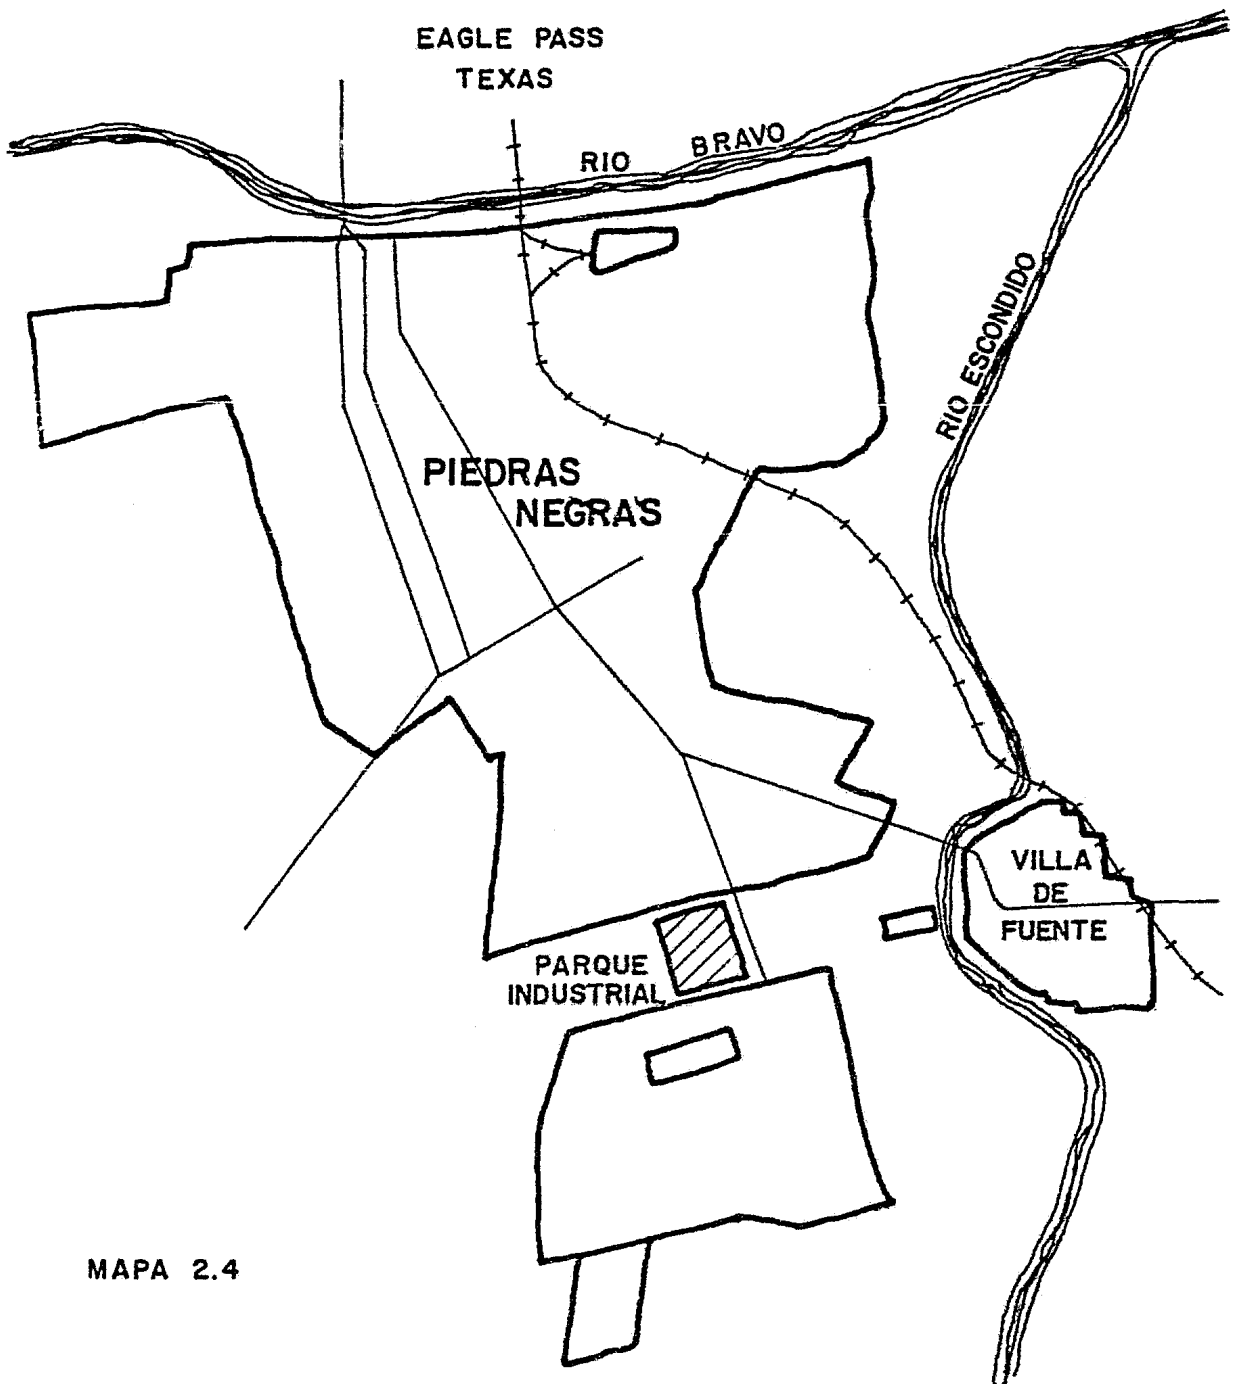 EAGLE PASS
TEXAS
RIO BRAVO
RIO ESCONDIDO
PIEDRAS
NEGRAS
VILLA
DE
FUENTE
PARQUE
INDUSTRIAL
MAPA 2.4